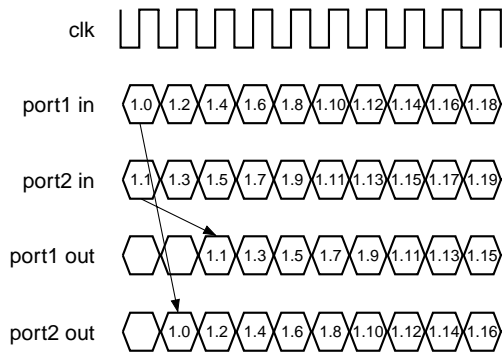 clk
port1 in 1.0 1.2 1.4 1.6 1.8 1.10 1.12 1.14 1.16 1.18
port2 in 1.1 1.3 1.5 1.7 1.9 1.11 1.13 1.15 1.17 1.19
port1 out 1.1 1.3 1.5 1.7 1.9 1.11 1.13 1.15
port2 out 1.0 1.2 1.4 1.6 1.8 1.10 1.12 1.14 1.16